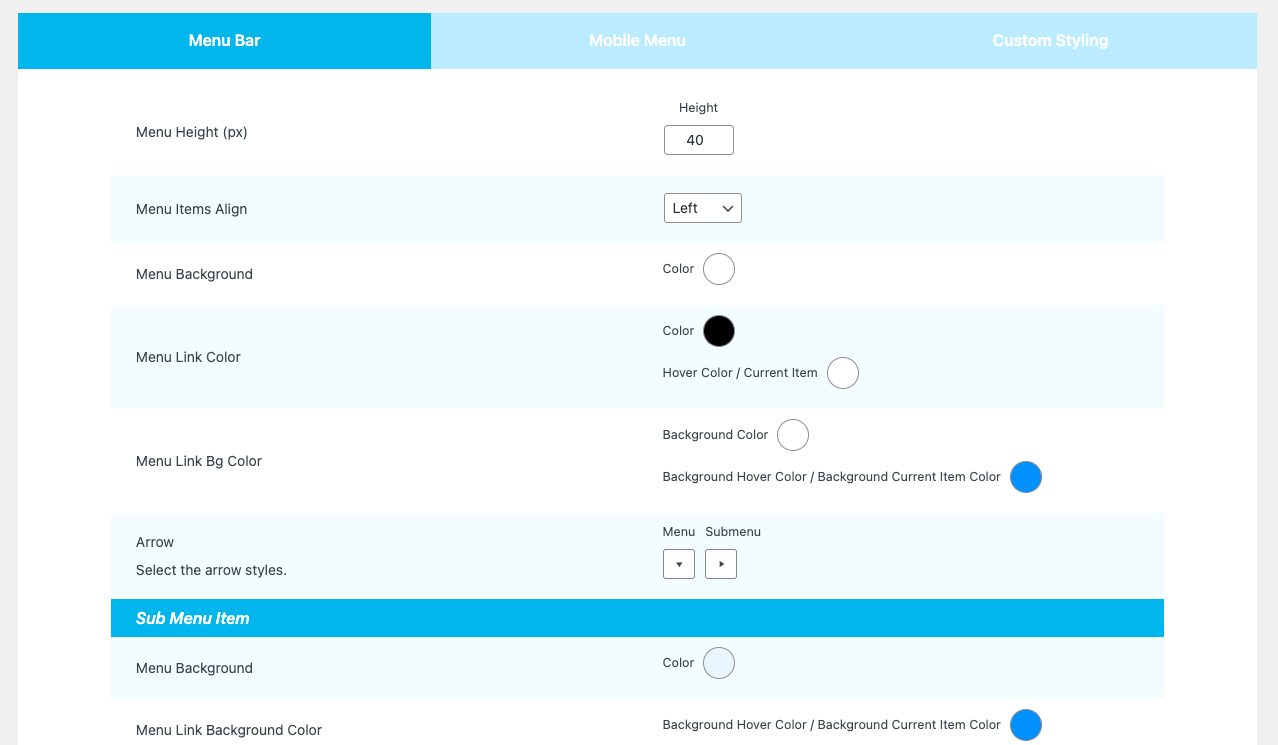 Menu Bar
Mobile Menu
Custom Styling
Height
Menu Height (px)
40
Menu Items Align
Left
Menu Background
Color
Menu Link Color
Color
Hover Color / Current Item
Menu Link Bg Color
Background Color
Background Hover Color / Background Current Item Color
Arrow
Select the arrow styles.
Menu
Submenu
Sub Menu Item
Menu Background
Color
Menu Link Background Color
Background Hover Color / Background Current Item Color